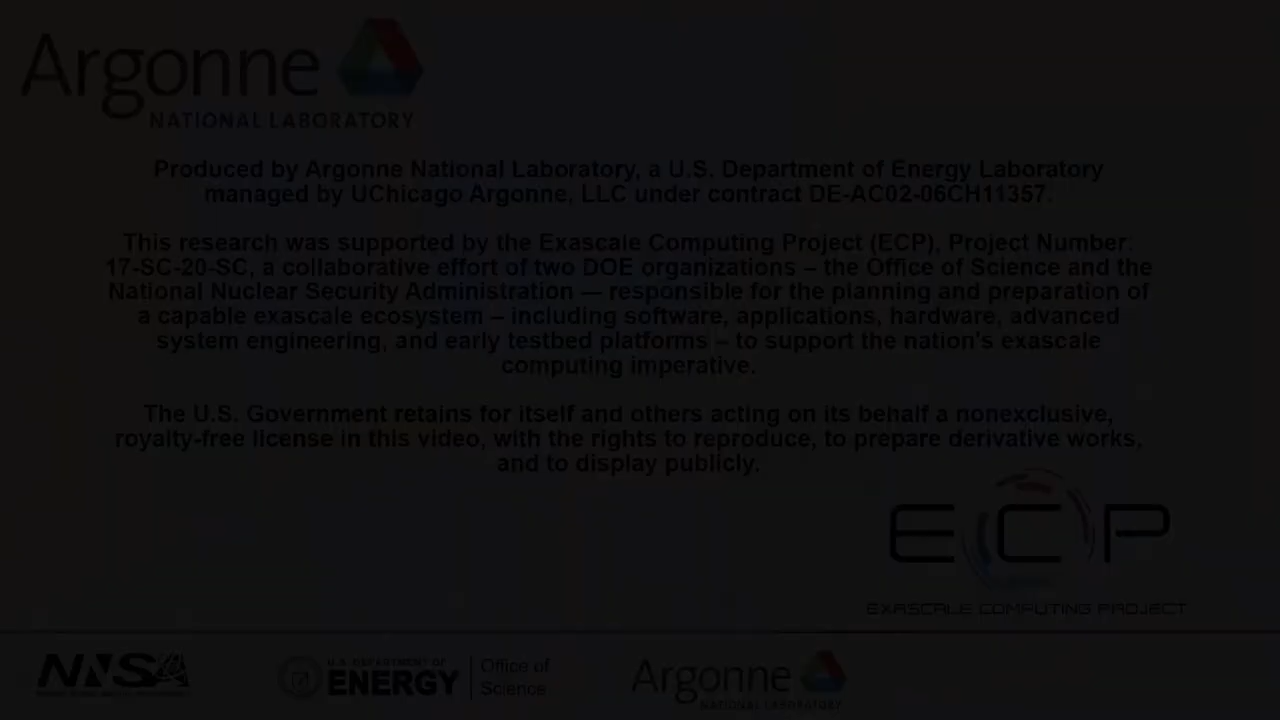 Argonne
NATIONAL LABORATORY
Produced by Argonne National Laboratory, a U.S. Department of Energy Laboratory
managed by UChicago Argonne, LLC under contract DE-AC02-06CH11357.
This research was supported by the Exascale Computing Project (ECP), Project Number:
17-SC-20-SC, a collaborative effort of two DOE organizations – the Office of Science and the
National Nuclear Security Administration — responsible for the planning and preparation of
a capable exascale ecosystem – including software, applications, hardware, advanced
system engineering, and early testbed platforms – to support the nation's exascale
computing imperative.
The U.S. Government retains for itself and others acting on its behalf a nonexclusive,
royalty-free license in this video, with the rights to reproduce, to prepare derivative works,
and to display publicly.
ECP
EXASCALE COMPUTING PROJECT
NNSA
U.S. DEPARTMENT OF
ENERGY
Office of
Science
Argonne
NATIONAL LABORATORY